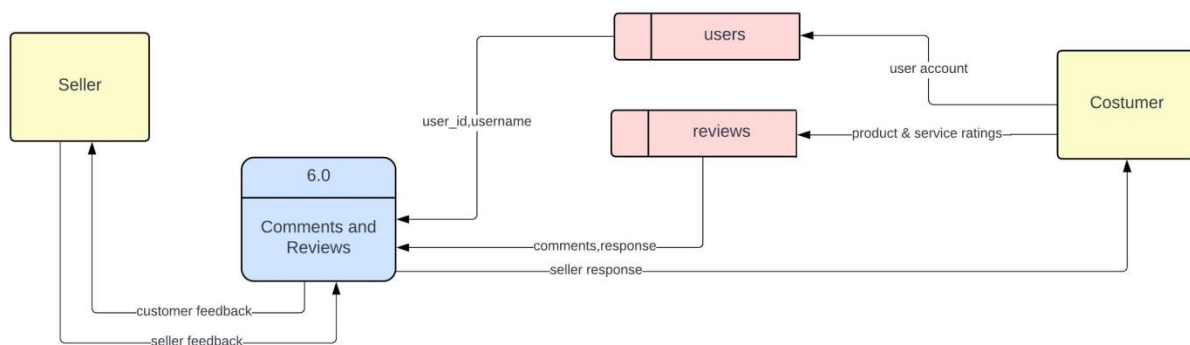 Seller
users
user account
Costumer
user_id,username
reviews
product & service ratings
6.0
Comments and
Reviews
comments,response
seller response
customer feedback
seller feedback